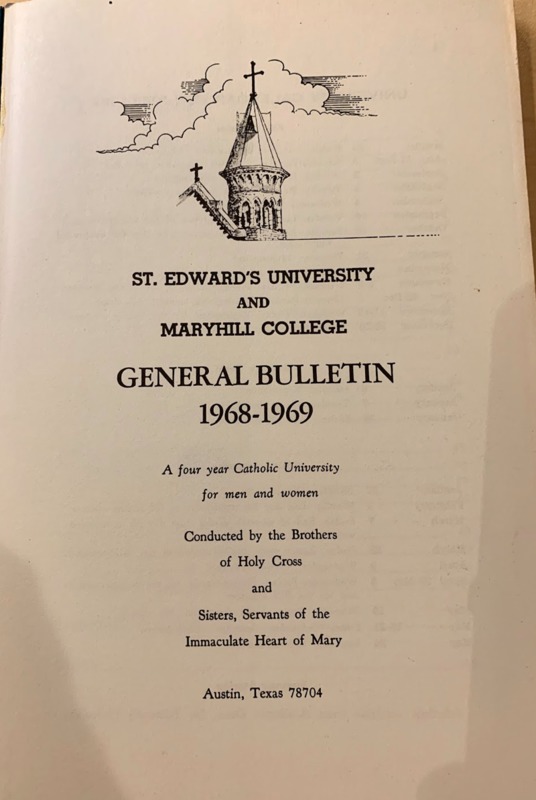 ST. EDWARD'S UNIVERSITY
AND
MARYHILL COLLEGE
GENERAL BULLETIN
1968-1969
A four year Catholic University
for men and women
Conducted by the Brothers
of Holy Cross
and
Sisters, Servants of the
Immaculate Heart of Mary
Austin, Texas 78704